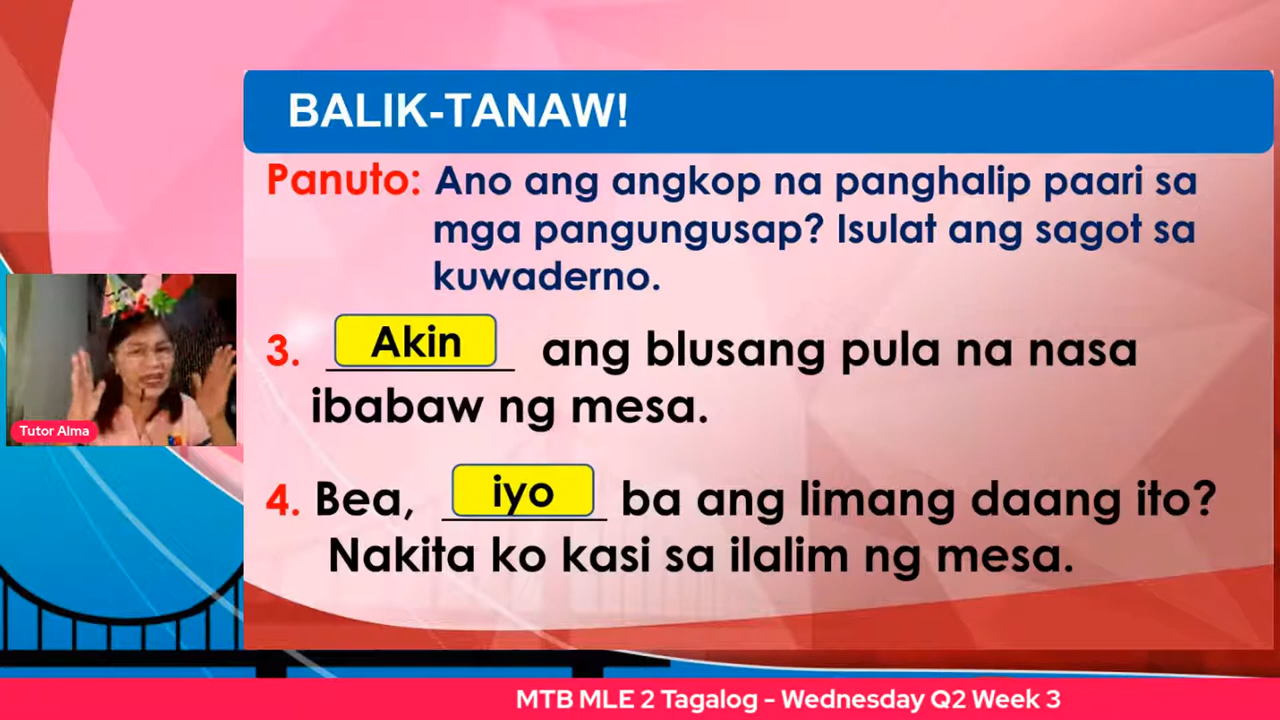 BALIK-TANAW!
Panuto: Ano ang angkop na panghalip paari sa
mga pangungusap? Isulat ang sagot sa
kuwaderno.
3. Akin ang blusang pula na nasa
ibabaw ng mesa.
4. Bea, iyo ba ang limang daang ito?
Nakita ko kasi sa ilalim ng mesa.
Tutor Alma
MTB MLE 2 Tagalog - Wednesday Q2 Week 3